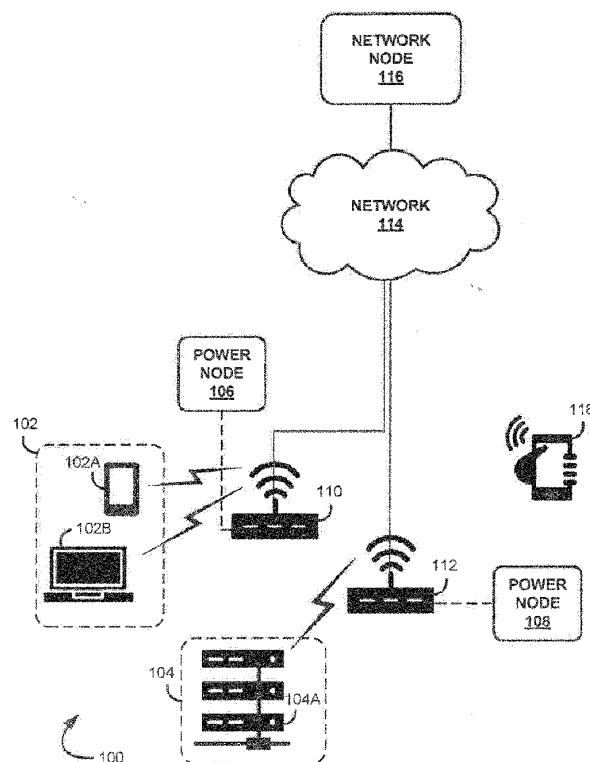 NETWORK
NODE
116
NETWORK
114
POWER
NODE
106
102
102A
102B
110
118
112
POWER
NODE
108
104
104A
100